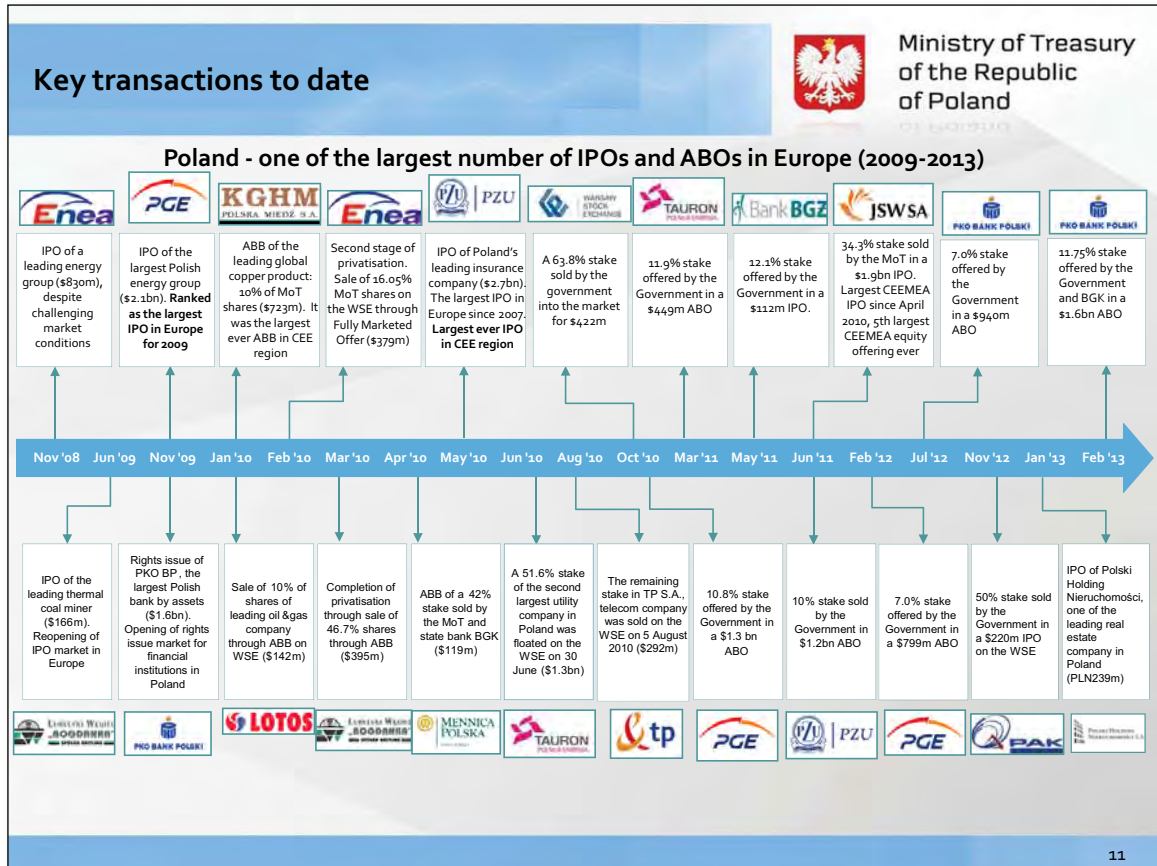 Key transactions to date
Ministry of Treasury
of the Republic
of Poland
Poland - one of the largest number of IPOs and ABOs in Europe (2009-2013)
Enea
PGE
KGHM
POLSKA MIEDŹ S.A.
Enea
PZU | PZU
WARSAW
STOCK
EXCHANGE
TAURON
POLSKA ENERGIA
Bank BGZ
JSW SA
PKO BANK POLSKI
PKO BANK POLSKI
IPO of a
leading energy
group ($830m),
despite
challenging
market
conditions
IPO of the
largest Polish
energy group
($2.1bn). Ranked
as the largest
IPO in Europe
for 2009
ABB of the
leading global
copper product:
10% of MoT
shares ($723m). It
was the largest
ever ABB in CEE
region
Second stage of
privatisation.
Sale of 16.05%
MoT shares on
the WSE through
Fully Marketed
Offer ($379m)
IPO of Poland's
leading insurance
company ($2.7bn).
The largest IPO in
Europe since 2007.
Largest ever IPO
in CEE region
A 63.8% stake
sold by the
government
into the market
for $422m
11.9% stake
offered by the
Government in a
$449m ABO
12.1% stake
offered by the
Government in a
$112m IPO.
34.3% stake sold
by the MoT in a
$1.9bn IPO.
Largest CEEMEA
IPO since April
2010, 5th largest
CEEMEA equity
offering ever
7.0% stake
offered by the
Government
in a $940m
ABO
11.75% stake
offered by the
Government
and BGK in a
$1.6bn ABO
Nov '08 Jun '09 Nov '09 Jan '10 Feb '10 Mar '10 Apr '10 May '10 Jun '10 Aug '10 Oct '10 Mar '11 May '11 Jun '11 Feb '12 Jul '12 Nov '12 Jan '13 Feb '13
IPO of the
leading thermal
coal miner
($166m).
Reopening of
IPO market in
Europe
Rights issue of
PKO BP, the
largest Polish
bank by assets
($1.6bn).
Opening of rights
issue market for
financial
institutions in
Poland
Sale of 10% of
shares of
leading oil &gas
company
through ABB on
WSE ($142m)
Completion of
privatisation
through sale of
46.7% shares
through ABB
($395m)
ABB of a 42%
stake sold by
the MoT and
state bank BGK
($119m)
A 51.6% stake
of the second
largest utility
company in
Poland was
floated on the
WSE on 30
June ($1.3bn)
The remaining
stake in TP S.A.,
telecom company
was sold on the
WSE on 5 August
2010 ($292m)
10.8% stake
offered by the
Government in
a $1.3 bn
ABO
10% stake sold
by the
Government in
$1.2bn ABO
7.0% stake
offered by the
Government in
a $799m ABO
50% stake sold
by the
Government in
a $220m IPO
on the WSE
IPO of Polski
Holding
Nieruchomości,
one of the
leading real
estate
company in
Poland
(PLN239m)
LUBELSKI WĘGIEL
„BOGDANKA”
PKO BANK POLSKI
LOTOS
LUBELSKI WĘGIEL
„BOGDANKA”
MENNICA
POLSKA
TAURON
POLSKA ENERGIA
tp
PGE
PZU | PZU
PGE
PAK
POLSKI HOLDING
NIERUCHOMOŚCI S.A.
11